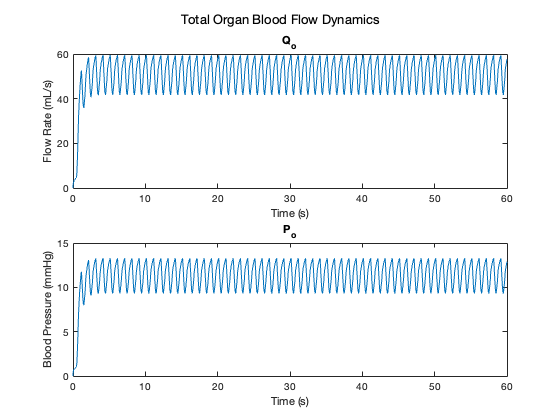 Total Organ Blood Flow Dynamics
Qo
60
40
20
0
Flow Rate (mL/s)
0 10 20 30 40 50 60
Time (s)
Po
15
10
5
0
Blood Pressure (mmHg)
0 10 20 30 40 50 60
Time (s)